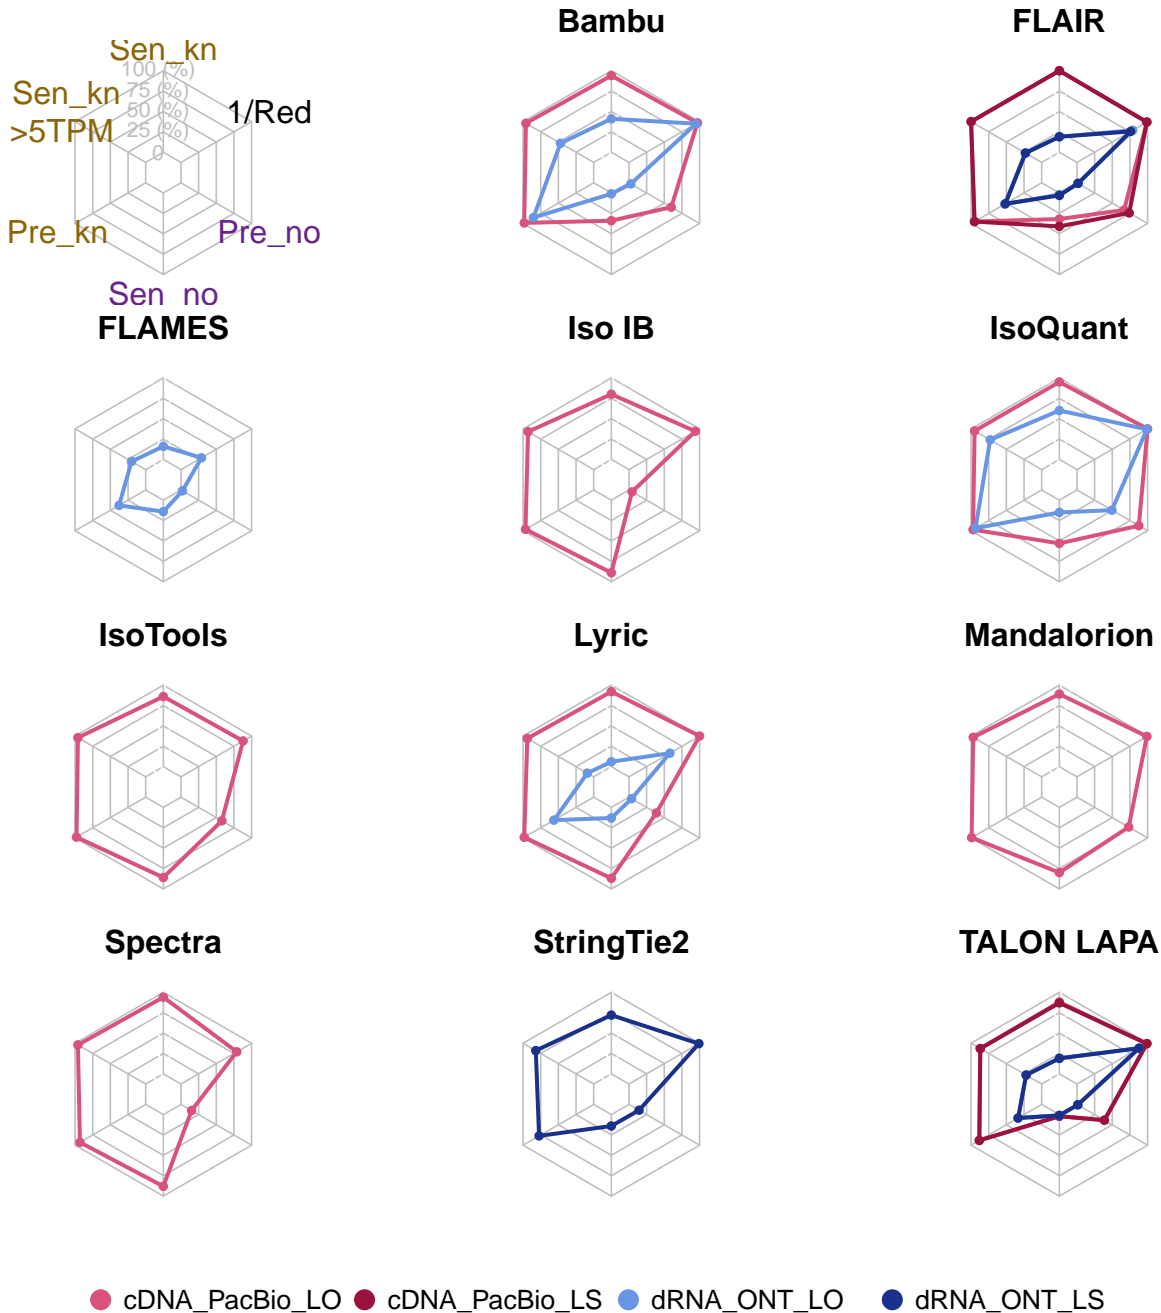 Bambu
FLAIR
Sen_kn
100 (%)
75 (%)
50 (%)
25 (%)
0
Sen_kn
>5TPM
1/Red
Pre_kn
Pre_no
Sen_no
FLAMES
Iso IB
IsoQuant
IsoTools
Lyric
Mandalorion
Spectra
StringTie2
TALON LAPA
cDNA_PacBio_LO
cDNA_PacBio_LS
dRNA_ONT_LO
dRNA_ONT_LS